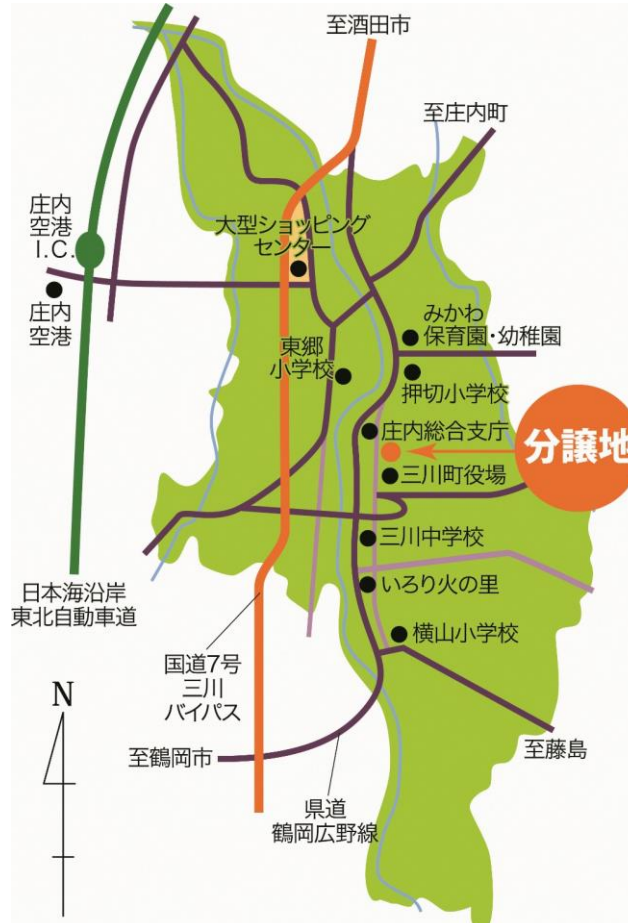 至酒田市
至庄内町
庄内
空港
I.C.
大型ショッピング
センター
庄内
空港
みかわ
保育園・幼稚園
東郷
小学校
押切小学校
庄内総合支庁
分譲地
三川町役場
三川中学校
いろり火の里
日本海沿岸
東北自動車道
横山小学校
国道7号
三川
バイパス
N
至鶴岡市
至藤島
県道
鶴岡広野線